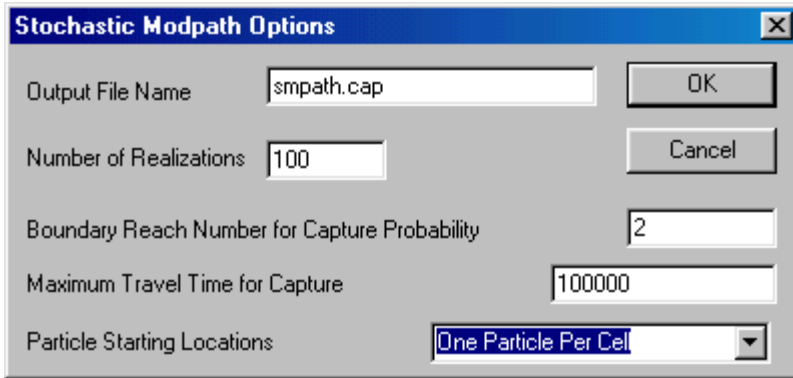 Stochastic Modpath Options
Output File Name smpath.cap OK
Number of Realizations 100 Cancel
Boundary Reach Number for Capture Probability 2
Maximum Travel Time for Capture 100000
Particle Starting Locations One Particle Per Cell